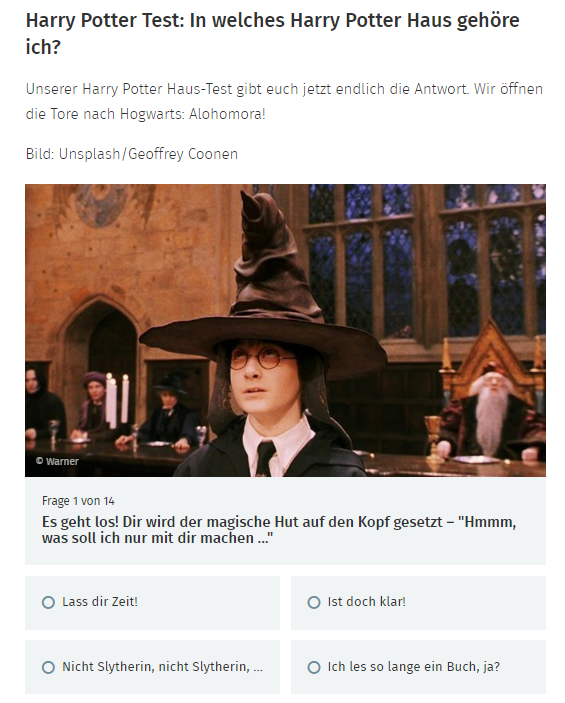 Harry Potter Test: In welches Harry Potter Haus gehöre
ich?
Unserer Harry Potter Haus-Test gibt euch jetzt endlich die Antwort. Wir öffnen
die Tore nach Hogwarts: Alohomora!
Bild: Unsplash/Geoffrey Coonen
© Warner
Frage 1 von 14
Es geht los! Dir wird der magische Hut auf den Kopf gesetzt – "Hmmm,
was soll ich nur mit dir machen ..."
Lass dir Zeit!
Ist doch klar!
Nicht Slytherin, nicht Slytherin, ...
Ich les so lange ein Buch, ja?